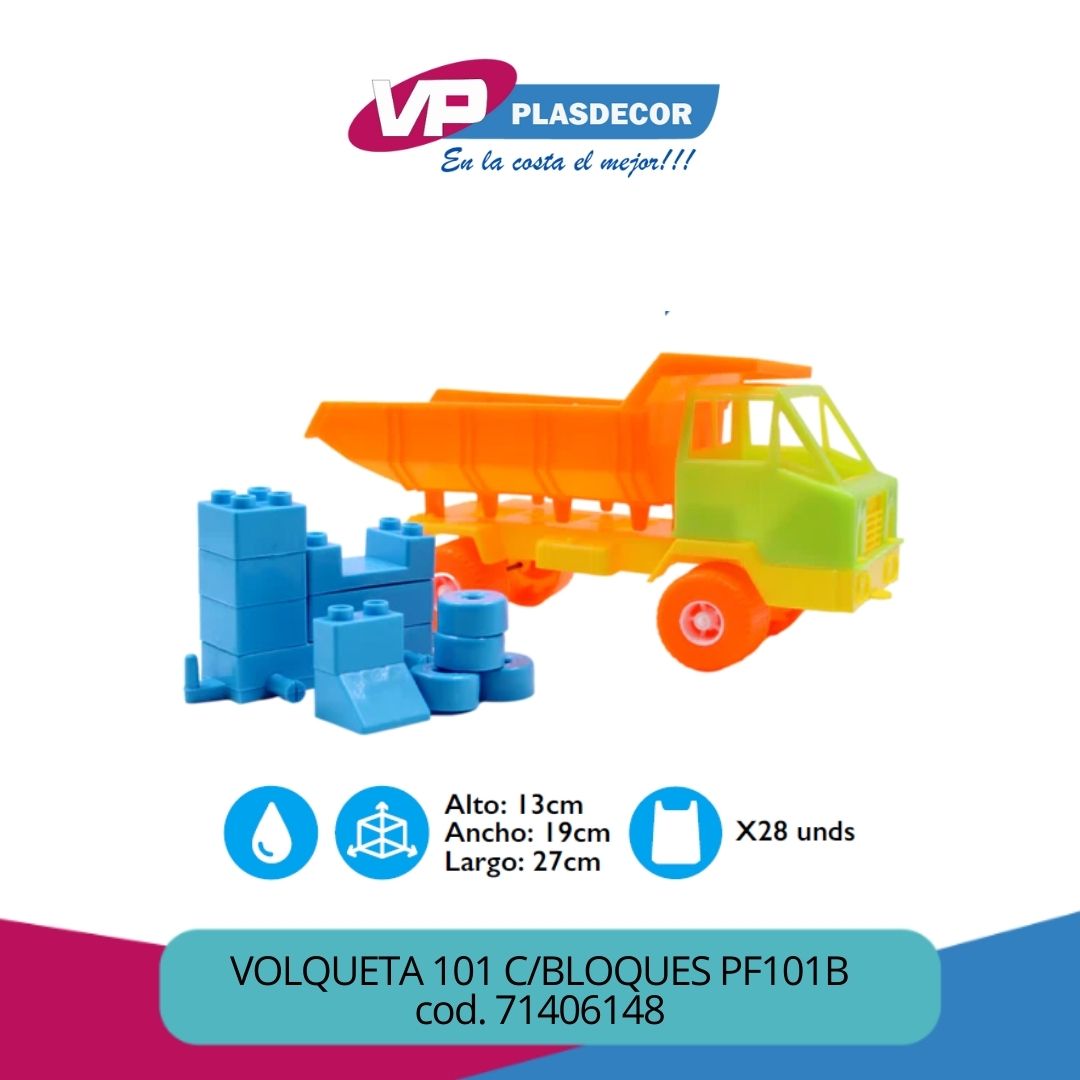 VP PLASDECOR
En la costa el mejor!!!
Alto: 13cm
Ancho: 19cm
Largo: 27cm
X28 unds
VOLQUETA 101 C/BLOQUES PF101B
cod. 71406148